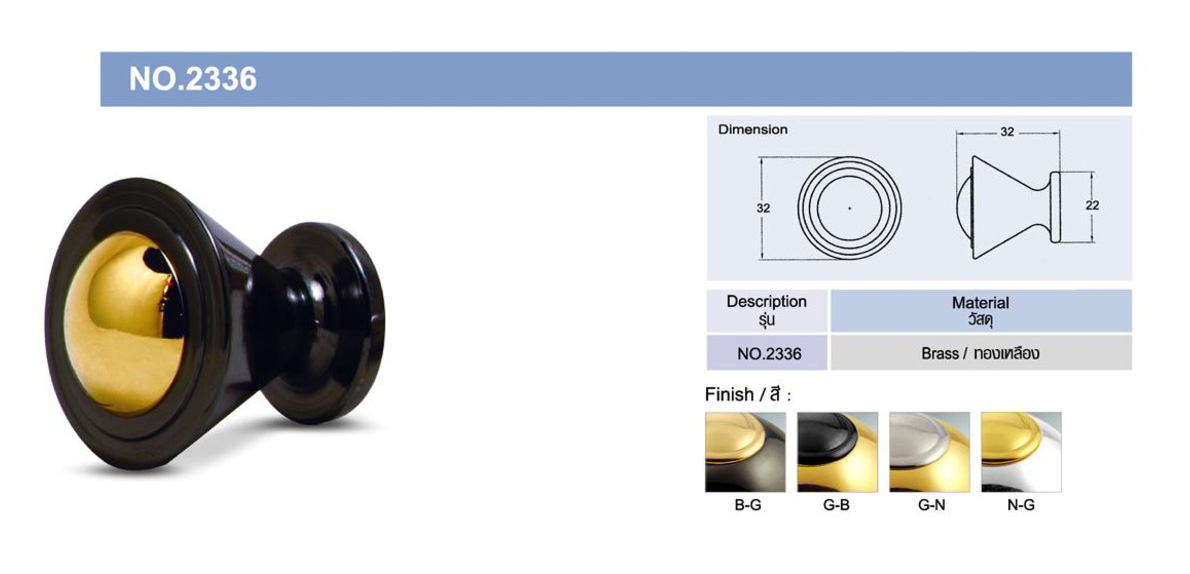 NO.2336
Dimension
32
32
22
Description
รุ่น
Material
วัสดุ
NO.2336
Brass / ทองเหลือง
Finish / สี :
B-G
G-B
G-N
N-G